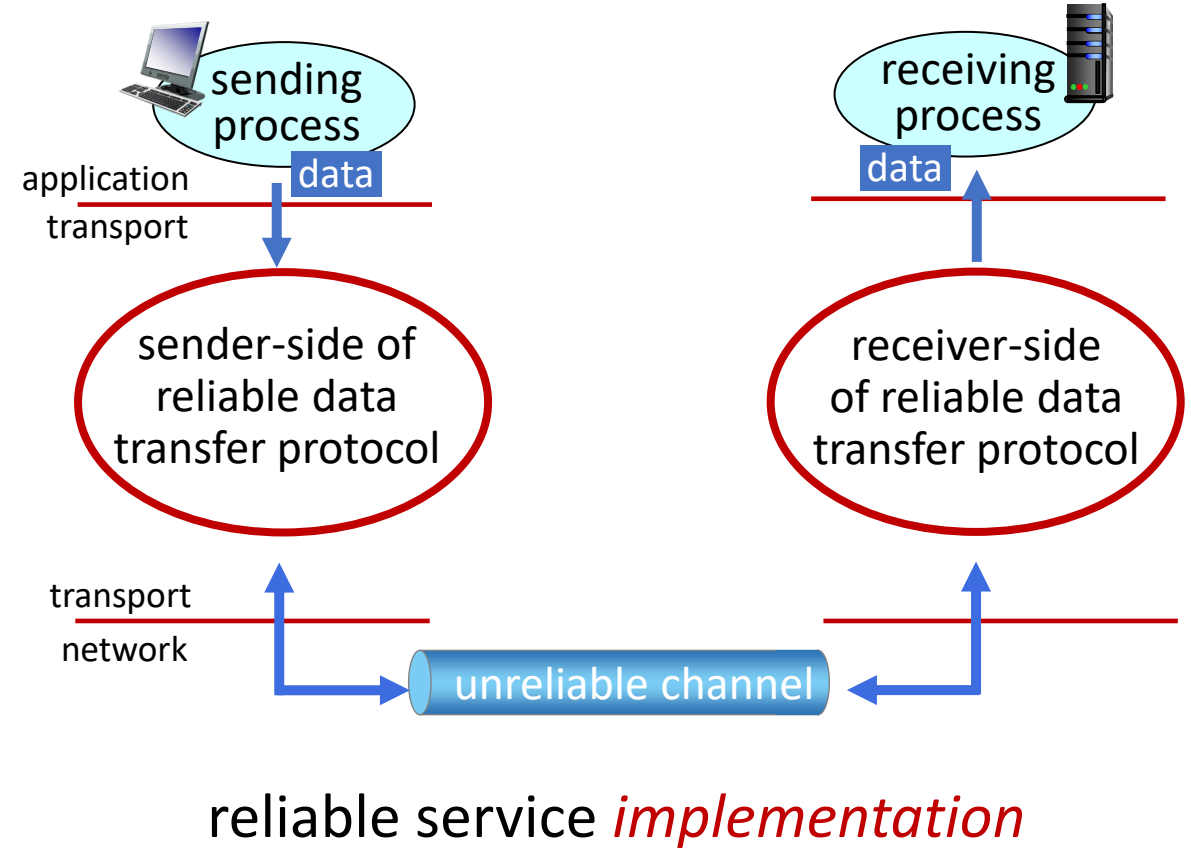 sending
process
data
application
transport
receiving
process
data
sender-side of
reliable data
transfer protocol
receiver-side
of reliable data
transfer protocol
transport
network
unreliable channel
reliable service implementation